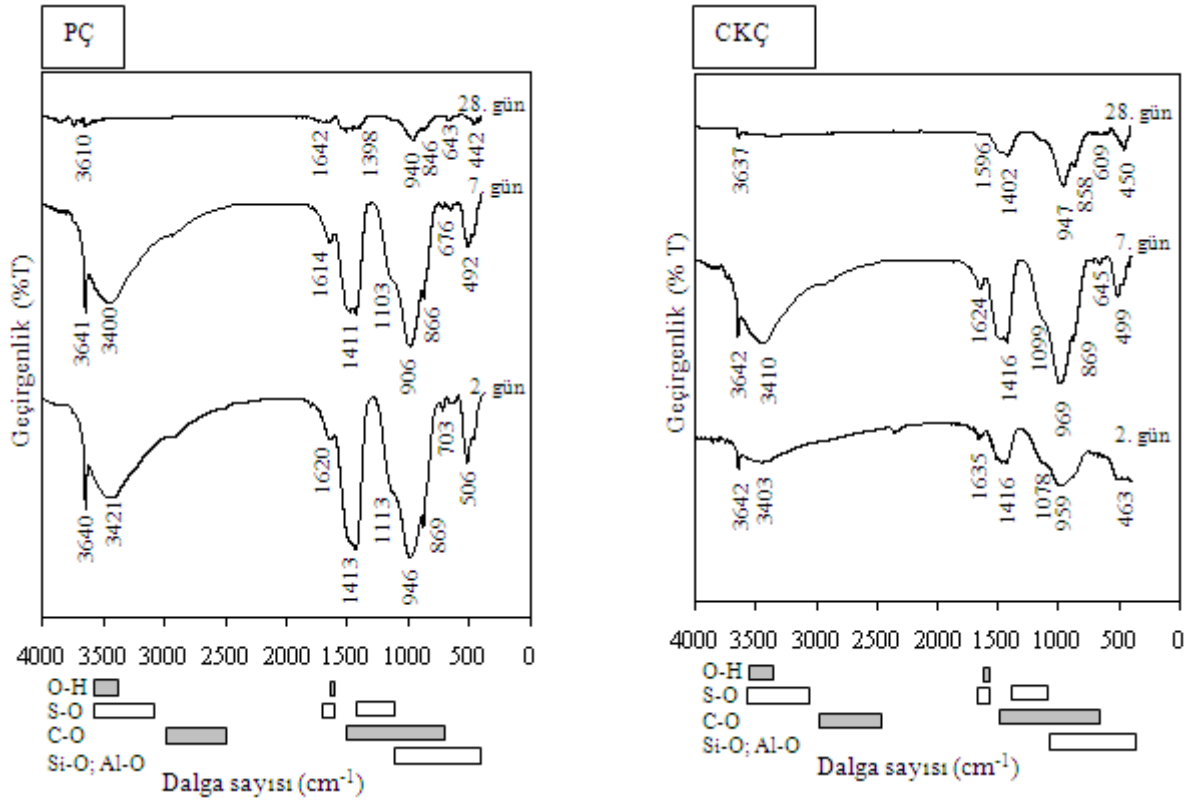 PÇ
28. gün
3610
1642
1398
940
846
643
442
7. gün
3641
3400
1614
1411
1103
906
866
676
492
2. gün
3640
3421
1620
1413
1113
946
869
703
506
Geçirgenlik (%T)
4000 3500 3000 2500 2000 1500 1000 500 0
O-H
S-O
C-O
Si-O; Al-O
Dalga sayısı (cm⁻¹)
CKÇ
28. gün
3637
1596
1402
947
858
609
450
7. gün
3642
3410
1624
1416
1099
969
869
645
499
2. gün
3642
3403
1635
1416
1078
959
463
Geçirgenlik (% T)
4000 3500 3000 2500 2000 1500 1000 500 0
O-H
S-O
C-O
Si-O; Al-O
Dalga sayısı (cm⁻¹)